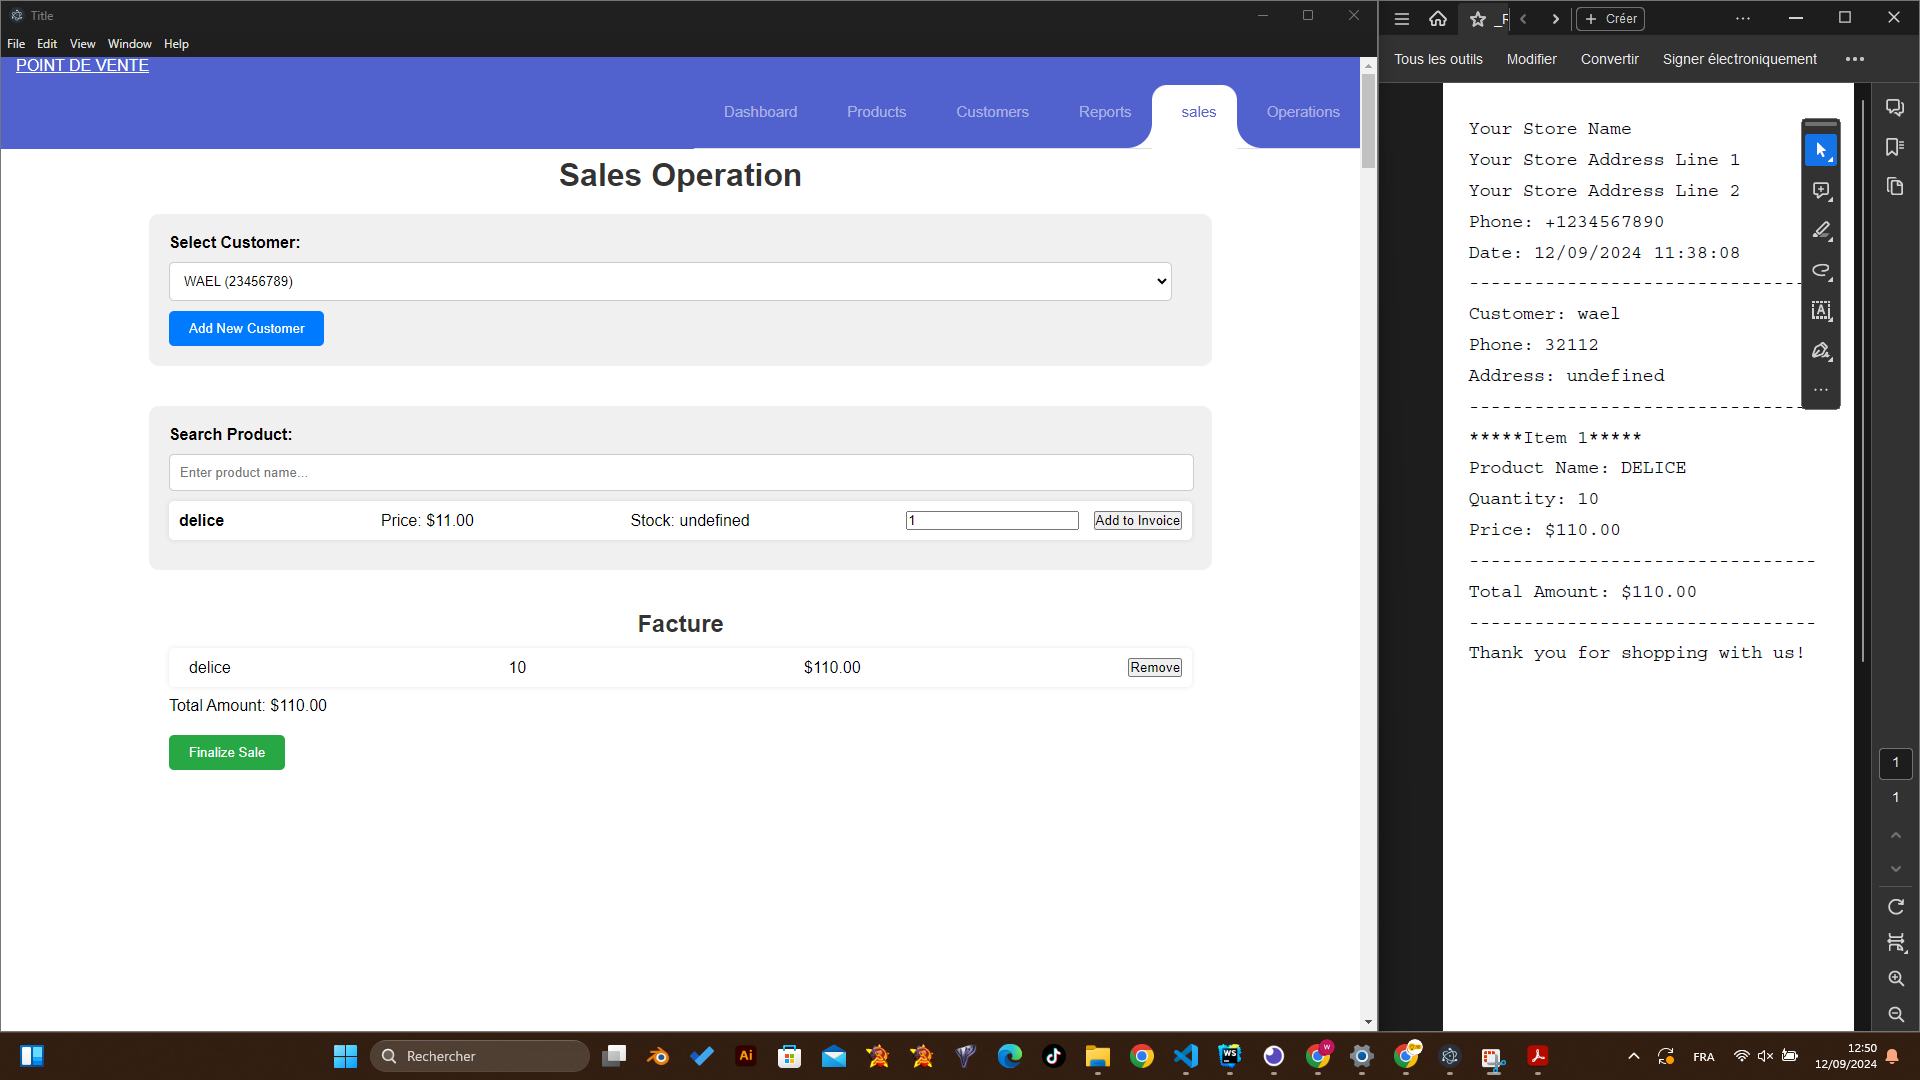 Title
File Edit View Window Help
POINT DE VENTE
Dashboard Products Customers Reports sales Operations
Sales Operation
Select Customer:
WAEL (23456789)
Add New Customer
Search Product:
Enter product name...
delice Price: $11.00 Stock: undefined 1 Add to Invoice
Facture
delice 10 $110.00 Remove
Total Amount: $110.00
Finalize Sale
+ Créer
Tous les outils Modifier Convertir Signer électroniquement
Your Store Name
Your Store Address Line 1
Your Store Address Line 2
Phone: +1234567890
Date: 12/09/2024 11:38:08
-------------------------------
Customer: wael
Phone: 32112
Address: undefined
-------------------------------
*****Item 1*****
Product Name: DELICE
Quantity: 10
Price: $110.00
--------------------------------
Total Amount: $110.00
--------------------------------
Thank you for shopping with us!
1
1
Rechercher
Ai
WS
FRA
12:50
12/09/2024